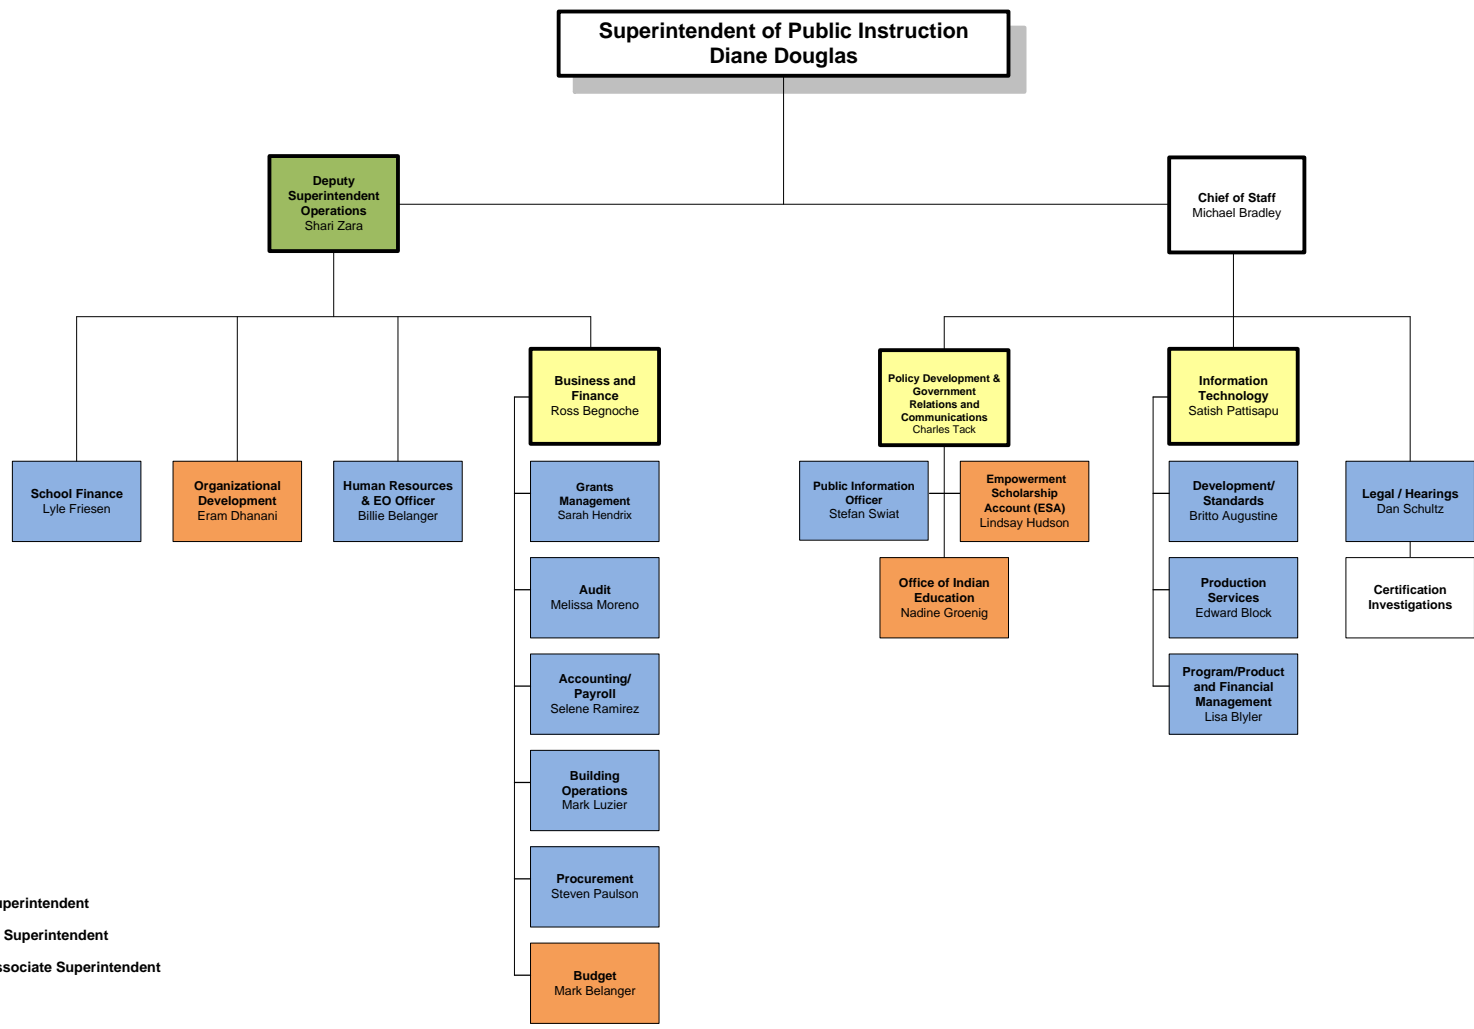 Superintendent of Public Instruction
Diane Douglas
Deputy
Superintendent
Operations
Shari Zara
Chief of Staff
Michael Bradley
Business and
Finance
Ross Begnoche
Policy Development &
Government
Relations and
Communications
Charles Tack
Information
Technology
Satish Pattisapu
School Finance
Lyle Friesen
Organizational
Development
Eram Dhanani
Human Resources
& EO Officer
Billie Belanger
Grants
Management
Sarah Hendrix
Public Information
Officer
Stefan Swiat
Empowerment
Scholarship
Account (ESA)
Lindsay Hudson
Development/
Standards
Britto Augustine
Legal / Hearings
Dan Schultz
Audit
Melissa Moreno
Office of Indian
Education
Nadine Groenig
Production
Services
Edward Block
Certification
Investigations
Accounting/
Payroll
Selene Ramirez
Program/Product
and Financial
Management
Lisa Blyler
Building
Operations
Mark Luzier
Procurement
Steven Paulson
Budget
Mark Belanger
uperintendent
Superintendent
ssociate Superintendent